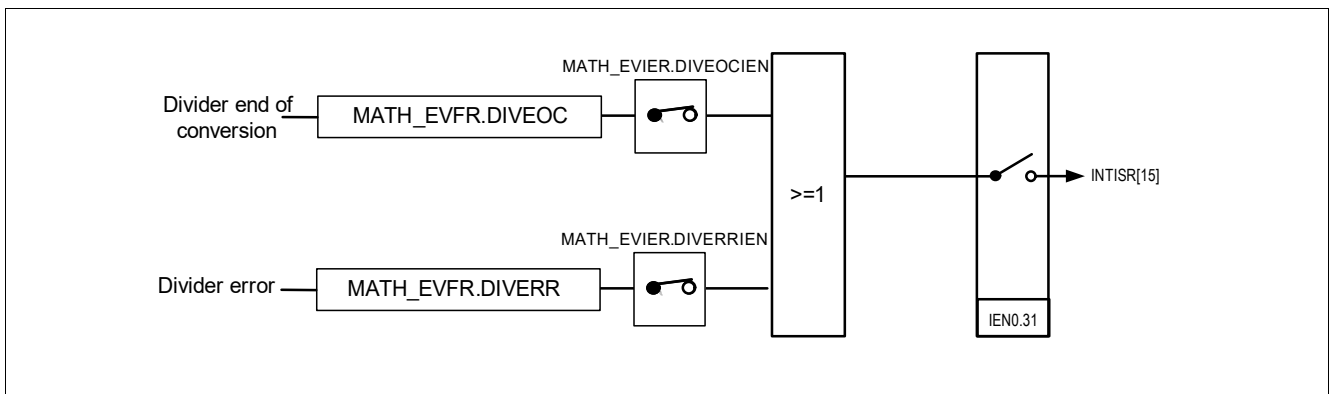 MATH_EVIER.DIVEOCIEN
Divider end of
conversion
MATH_EVFR.DIVEOC
>=1
INTISR[15]
MATH_EVIER.DIVERRIEN
Divider error
MATH_EVFR.DIVERR
IEN0.31